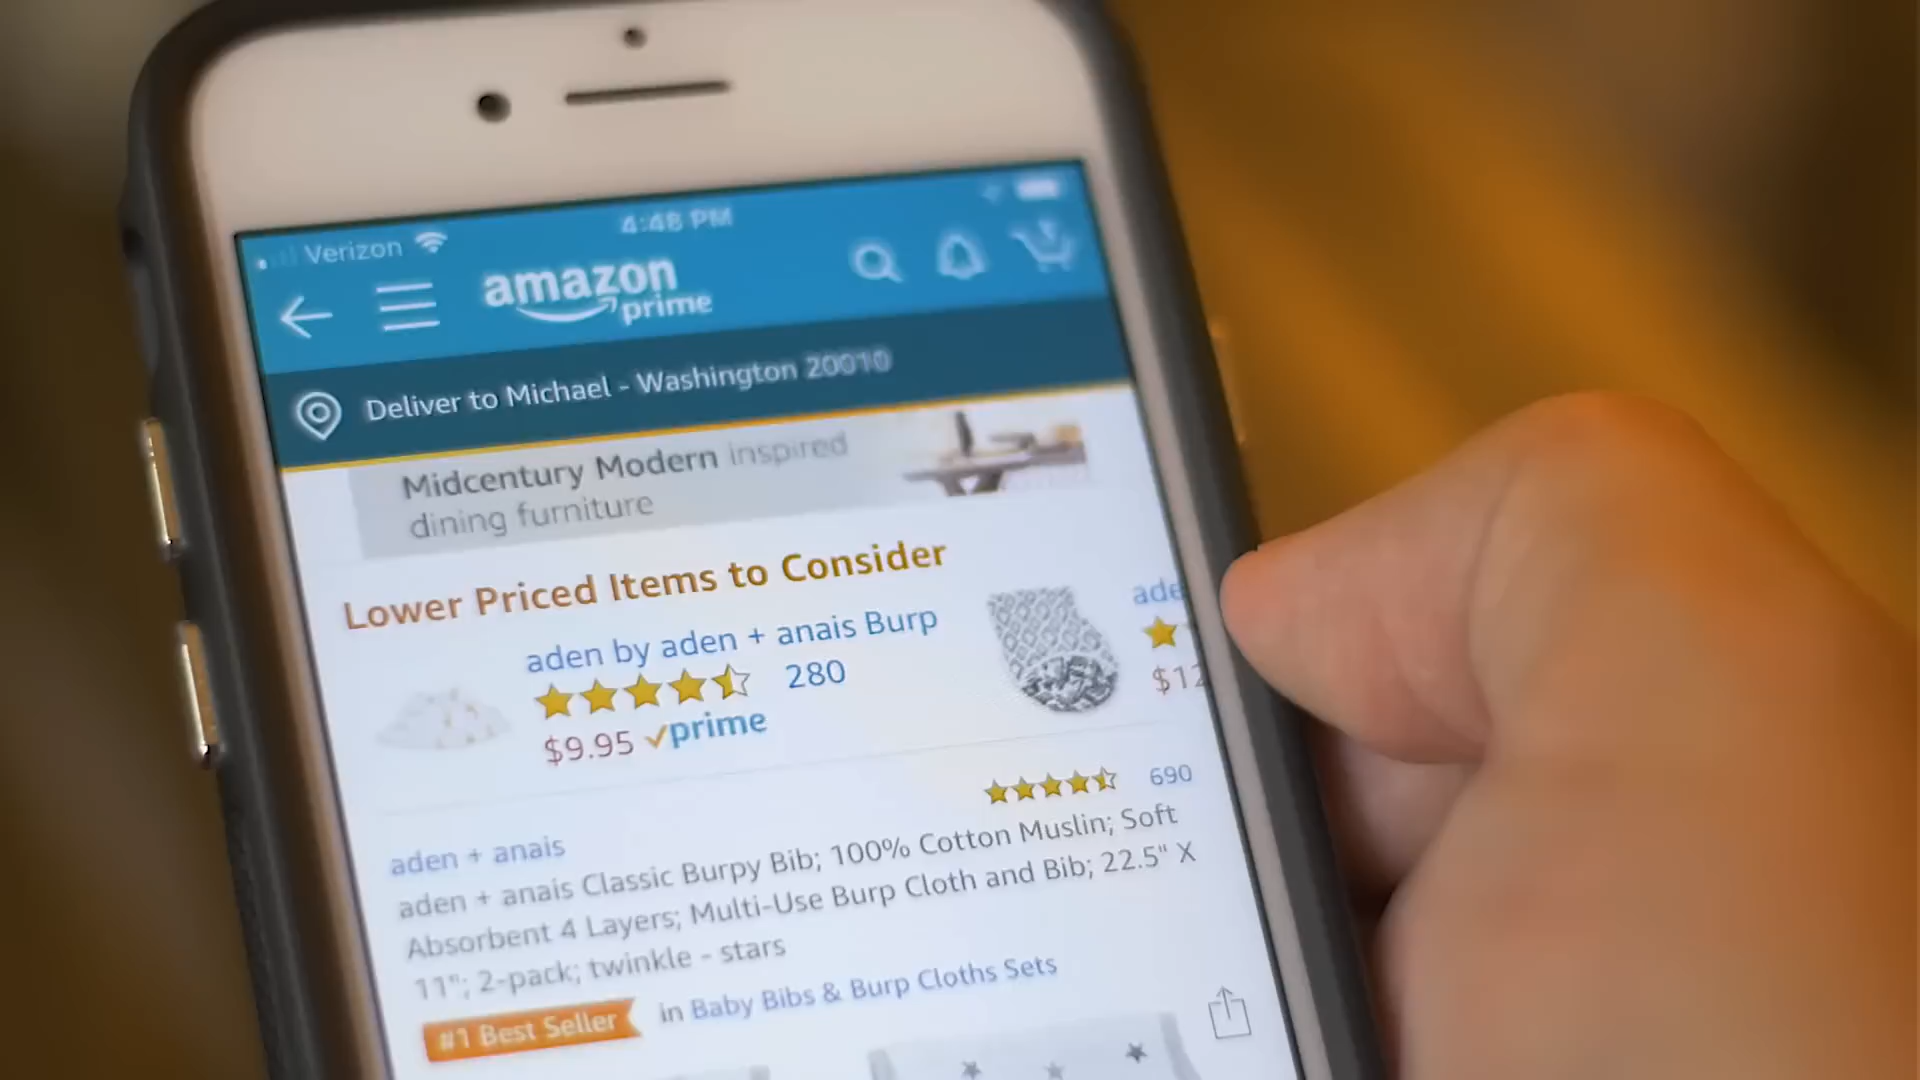 Verizon 4:48 PM
amazon
prime
Deliver to Michael - Washington 20010
Midcentury Modern inspired
dining furniture
Lower Priced Items to Consider
aden by aden + anais Burp
280
$9.95 prime
ade
$12
690
aden + anais
aden + anais Classic Burpy Bib; 100% Cotton Muslin; Soft
Absorbent 4 Layers; Multi-Use Burp Cloth and Bib; 22.5" X
11"; 2-pack; twinkle - stars
#1 Best Seller in Baby Bibs & Burp Cloths Sets